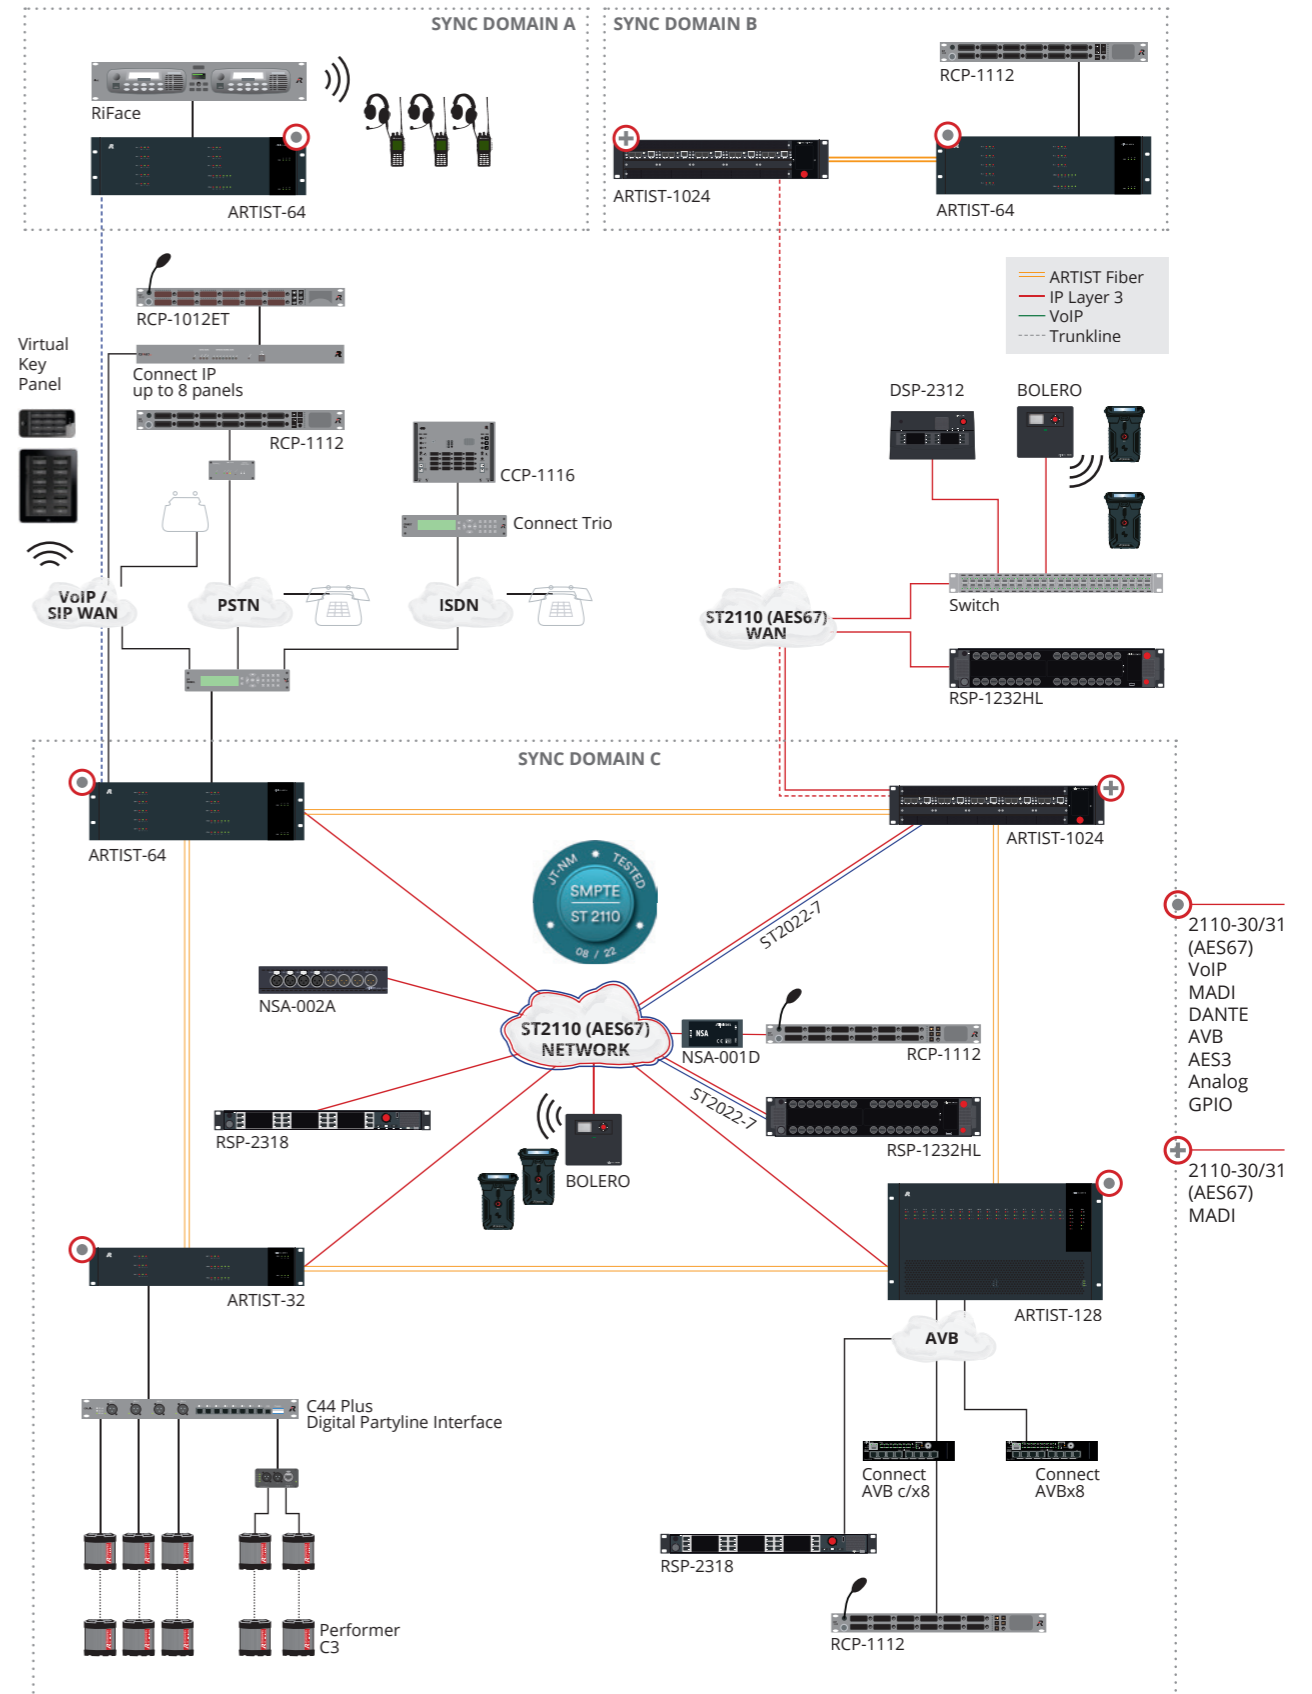 SYNC DOMAIN A
SYNC DOMAIN B
RiFace
ARTIST-64
RCP-1112
ARTIST-1024
ARTIST-64
ARTIST Fiber
IP Layer 3
VoIP
Trunkline
RCP-1012ET
Virtual
Key
Panel
Connect IP
up to 8 panels
RCP-1112
CCP-1116
Connect Trio
DSP-2312
BOLERO
VoIP /
SIP WAN
PSTN
ISDN
ST2110 (AES67)
WAN
Switch
RSP-1232HL
SYNC DOMAIN C
ARTIST-64
ARTIST-1024
JT-NM
TESTED
SMPTE
ST 2110
08 / 22
ST2022-7
2110-30/31
(AES67)
VoIP
MADI
DANTE
AVB
AES3
Analog
GPIO
NSA-002A
ST2110 (AES67)
NETWORK
NSA
NSA-001D
RCP-1112
ST2022-7
RSP-2318
BOLERO
RSP-1232HL
2110-30/31
(AES67)
MADI
ARTIST-32
ARTIST-128
AVB
C44 Plus
Digital Partyline Interface
Connect
AVB c/x8
Connect
AVBx8
RSP-2318
Performer
C3
RCP-1112